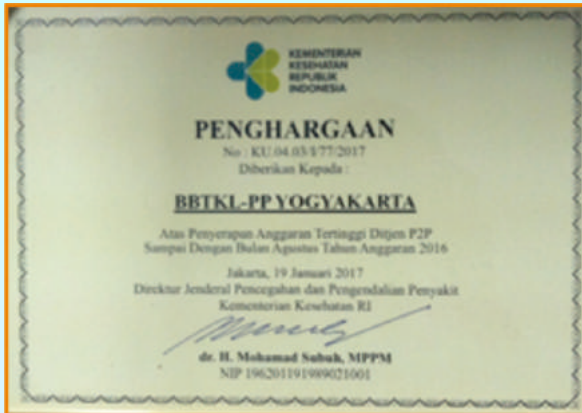 KEMENTERIAN
KESEHATAN
REPUBLIK
INDONESIA
PENGHARGAAN
No : KU.04.03/I/77/2017
Diberikan Kepada :
BBTKL-PP YOGYAKARTA
Atas Penyerapan Anggaran Tertinggi Ditjen P2P
Sampai Dengan Bulan Agustus Tahun Anggaran 2016
Jakarta, 19 Januari 2017
Direktur Jenderal Pencegahan dan Pengendalian Penyakit
Kementerian Kesehatan RI
dr. H. Mohamad Subuh, MPPM
NIP 196201191989021001